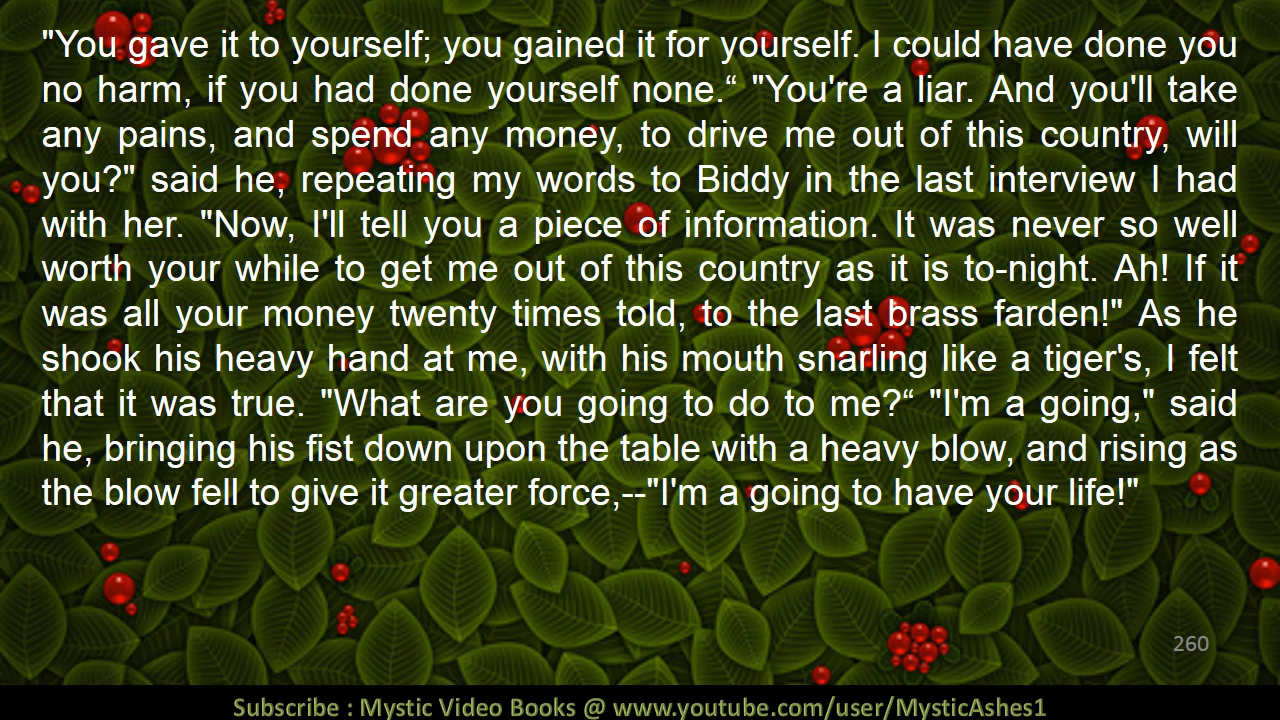 "You gave it to yourself; you gained it for yourself. I could have done you
no harm, if you had done yourself none.“ "You're a liar. And you'll take
any pains, and spend any money, to drive me out of this country, will
you?" said he, repeating my words to Biddy in the last interview I had
with her. "Now, I'll tell you a piece of information. It was never so well
worth your while to get me out of this country as it is to-night. Ah! If it
was all your money twenty times told, to the last brass farden!" As he
shook his heavy hand at me, with his mouth snarling like a tiger's, I felt
that it was true. "What are you going to do to me?“ "I'm a going," said
he, bringing his fist down upon the table with a heavy blow, and rising as
the blow fell to give it greater force,--"I'm a going to have your life!"
260
Subscribe : Mystic Video Books @ www.youtube.com/user/MysticAshes1